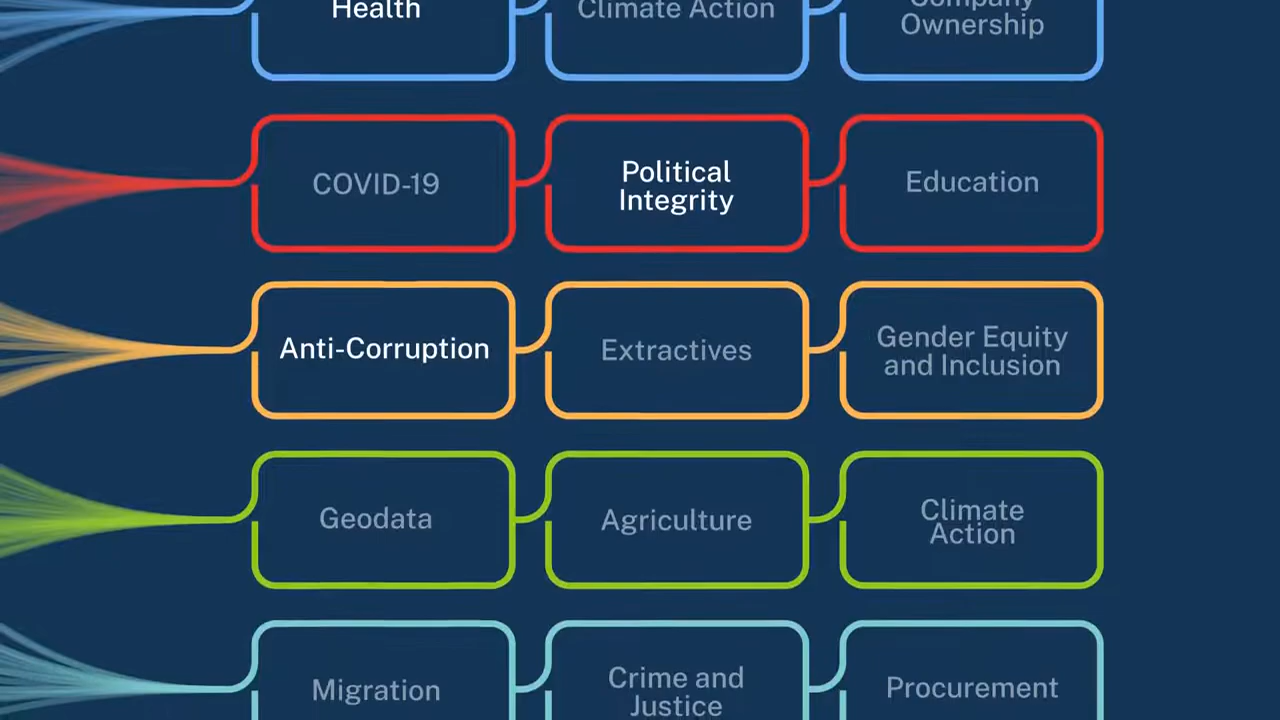 Health
Climate Action
Company
Ownership
COVID-19
Political
Integrity
Education
Anti-Corruption
Extractives
Gender Equity
and Inclusion
Geodata
Agriculture
Climate
Action
Migration
Crime and
Justice
Procurement